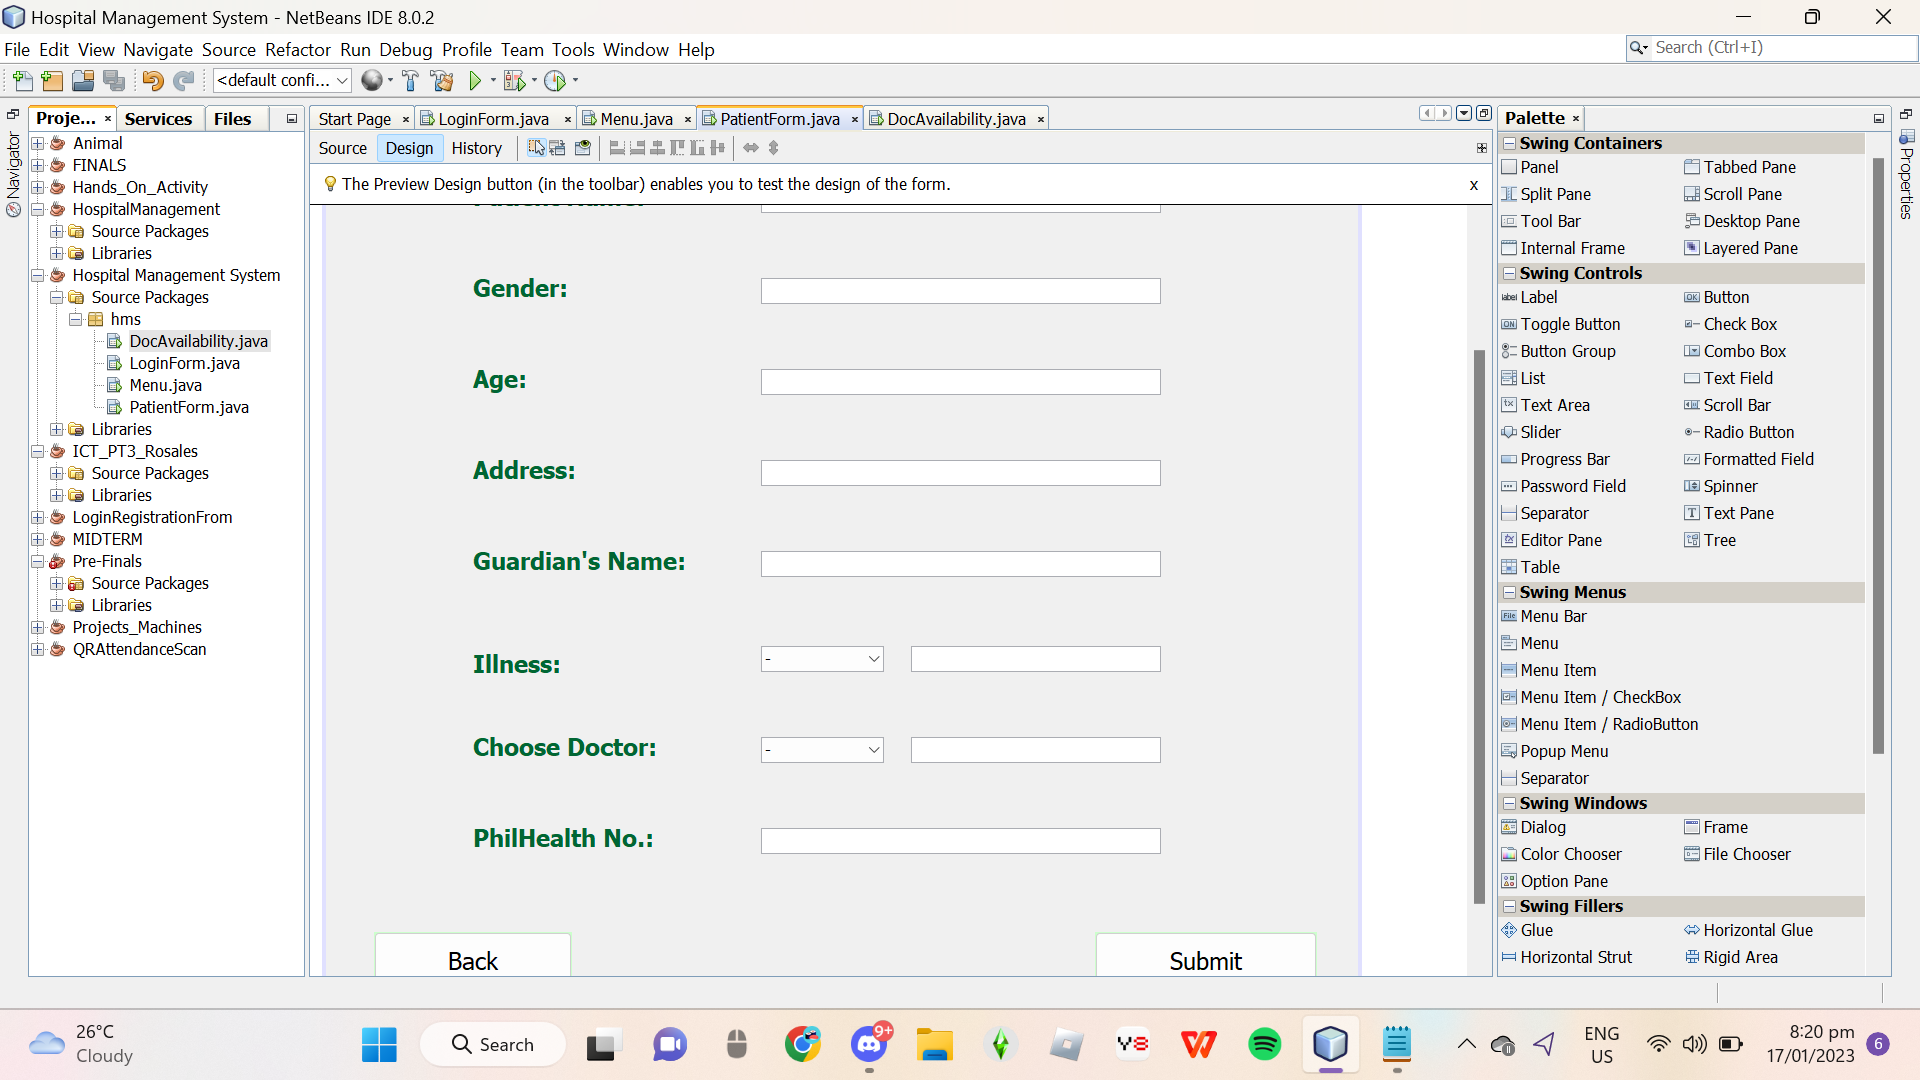 Hospital Management System - NetBeans IDE 8.0.2
File Edit View Navigate Source Refactor Run Debug Profile Team Tools Window Help
Search (Ctrl+I)
<default confi...
Proje... Services Files
Navigator
Animal
FINALS
Hands_On_Activity
HospitalManagement
Source Packages
Libraries
Hospital Management System
Source Packages
hms
DocAvailability.java
LoginForm.java
Menu.java
PatientForm.java
Libraries
ICT_PT3_Rosales
Source Packages
Libraries
LoginRegistrationFrom
MIDTERM
Pre-Finals
Source Packages
Libraries
Projects_Machines
QRAttendanceScan
Start Page LoginForm.java Menu.java PatientForm.java DocAvailability.java
Source Design History
The Preview Design button (in the toolbar) enables you to test the design of the form. x
Gender:
Age:
Address:
Guardian's Name:
Illness: -
Choose Doctor: -
PhilHealth No.:
Back Submit
Palette
Swing Containers
Panel Tabbed Pane
Split Pane Scroll Pane
Tool Bar Desktop Pane
Internal Frame Layered Pane
Swing Controls
label Label OK Button
ON Toggle Button Check Box
Button Group Combo Box
List Text Field
Text Area Scroll Bar
Slider Radio Button
Progress Bar Formatted Field
Password Field Spinner
Separator Text Pane
Editor Pane Tree
Table
Swing Menus
File Menu Bar
Menu
Menu Item
Menu Item / CheckBox
Menu Item / RadioButton
Popup Menu
Separator
Swing Windows
Dialog Frame
Color Chooser File Chooser
Option Pane
Swing Fillers
Glue Horizontal Glue
Horizontal Strut Rigid Area
Properties
26°C
Cloudy
Search
9+
Y8
ENG
US
8:20 pm
17/01/2023
6